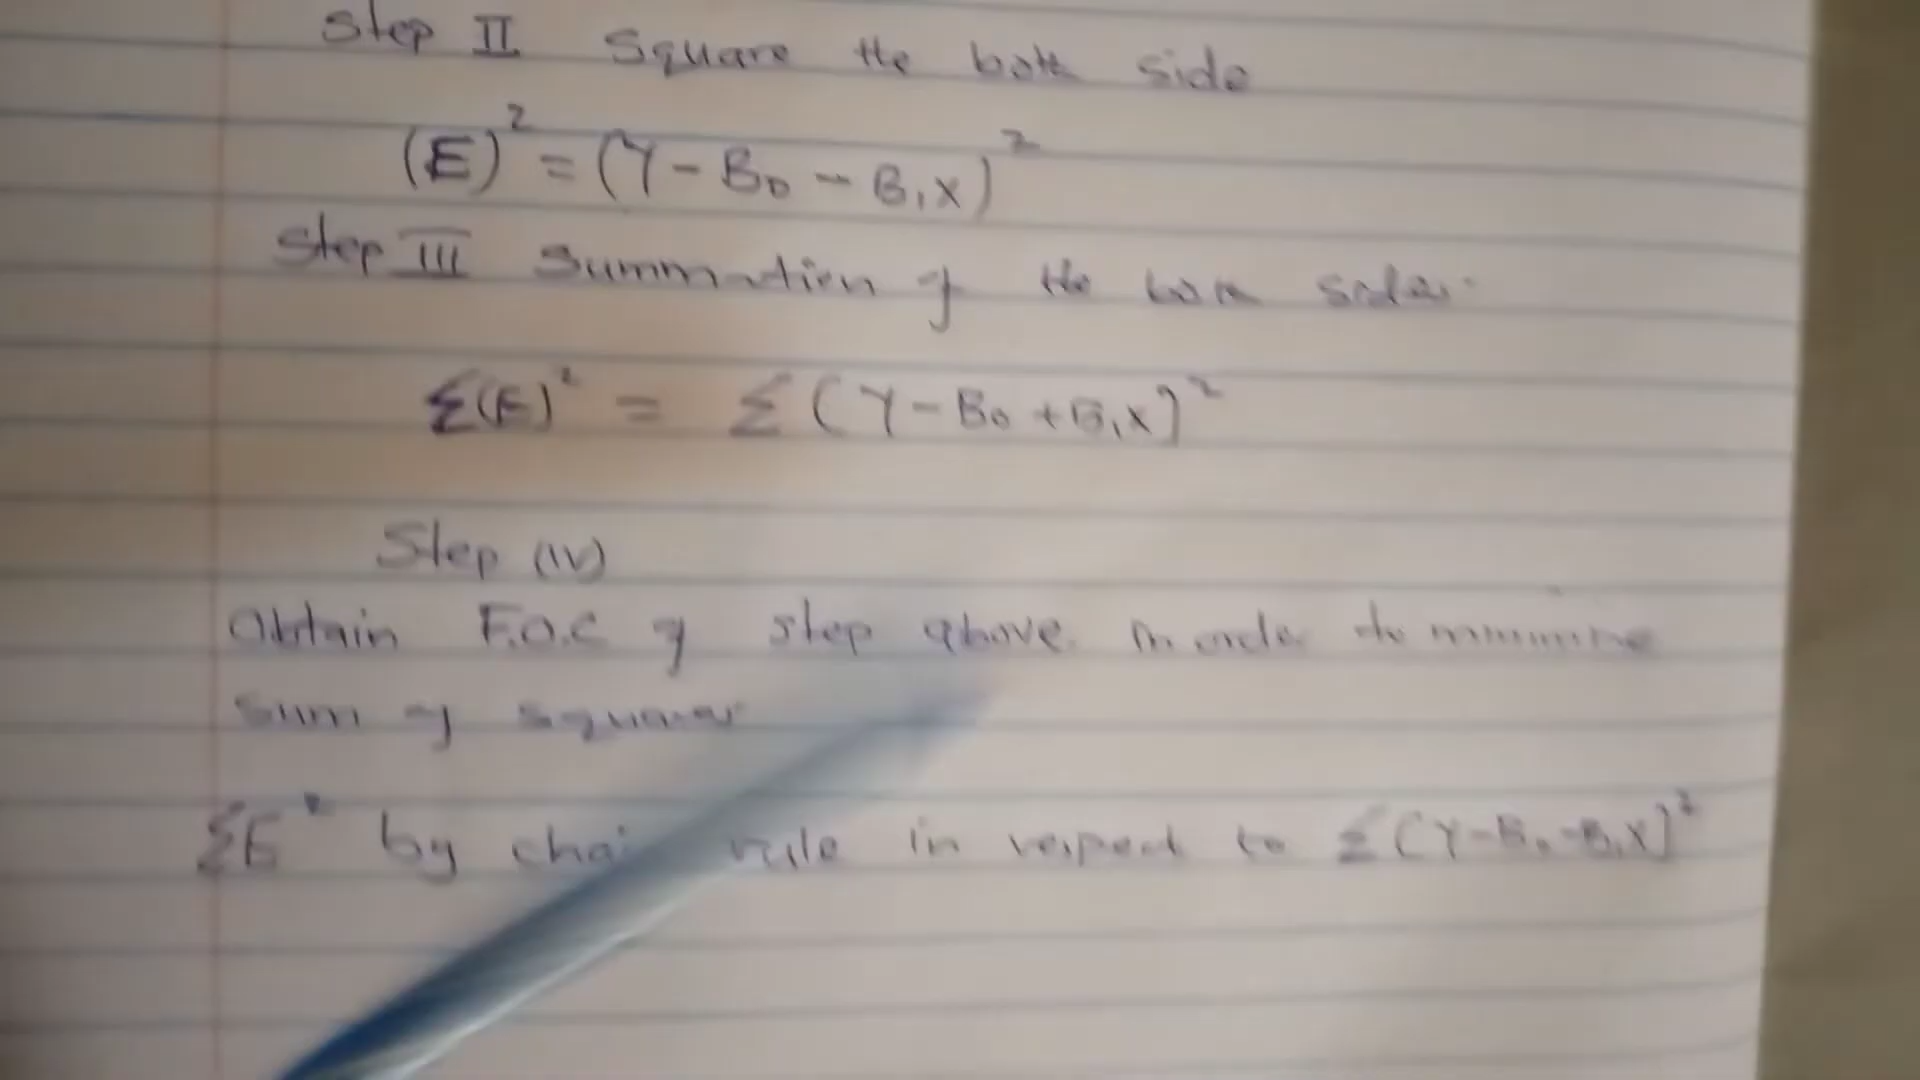 Step II Square the both side
(E)² = (Y - B₀ - B₁X)²
Step III Summation of the both sides.
Σ(E)² = Σ(Y - B₀ + B₁X]²
Step (IV)
Obtain F.O.C of step above in order to minimize
sum of squares
ΣE² by rule in respect to Σ(Y - B₀ - B₁X]²